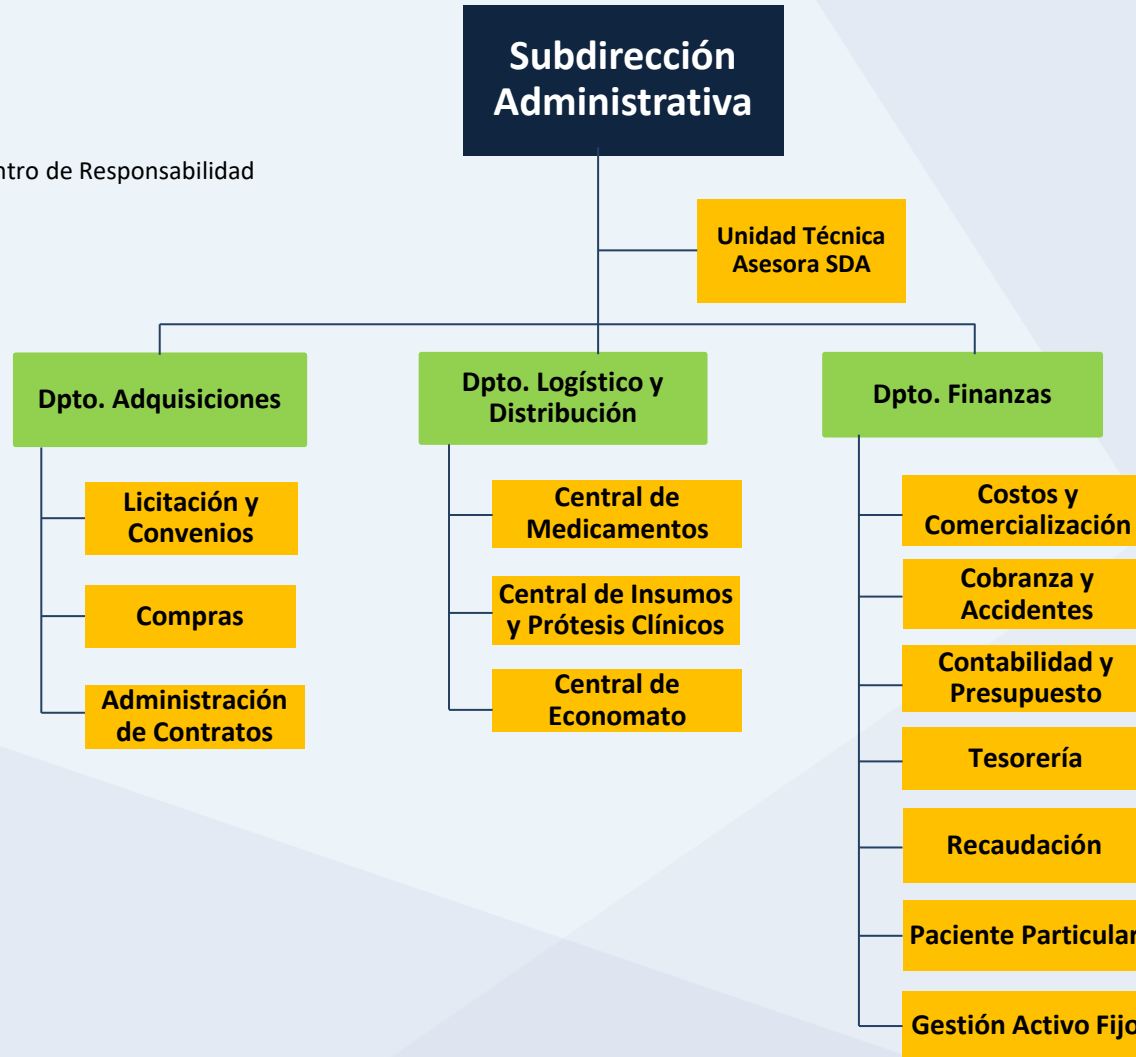 Subdirección
Administrativa
ntro de Responsabilidad
Unidad Técnica
Asesora SDA
Dpto. Adquisiciones
Dpto. Logístico y
Distribución
Dpto. Finanzas
Licitación y
Convenios
Compras
Administración
de Contratos
Central de
Medicamentos
Central de Insumos
y Prótesis Clínicos
Central de
Economato
Costos y
Comercialización
Cobranza y
Accidentes
Contabilidad y
Presupuesto
Tesorería
Recaudación
Paciente Particular
Gestión Activo Fijo